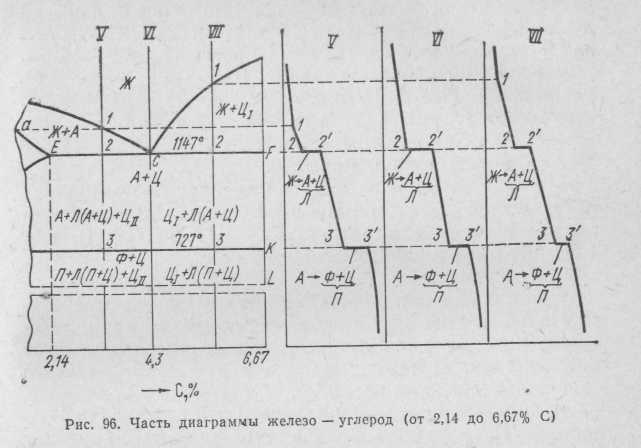 V VI VII V VI VII
Ж
1
1
Ж+Ц_I
a
Ж+А
1
1
E
2
C
1147°
2
F
2 2'
2 2'
2 2'
А+Ц
Ж→А+Ц
Л
Ж→А+Ц
Л
Ж→А+Ц
Л
А+Л(А+Ц)+Ц_II
Ц_I+Л(А+Ц)
3
727°
3
K
3 3'
3 3'
3 3'
Ф+Ц
П+Л(П+Ц)+Ц_II
Ц_I+Л(П+Ц)
L
А→Ф+Ц
П
А→Ф+Ц
П
А→Ф+Ц
П
2,14 4,3 6,67
→ С,%
Рис. 96. Часть диаграммы железо — углерод (от 2,14 до 6,67% С)